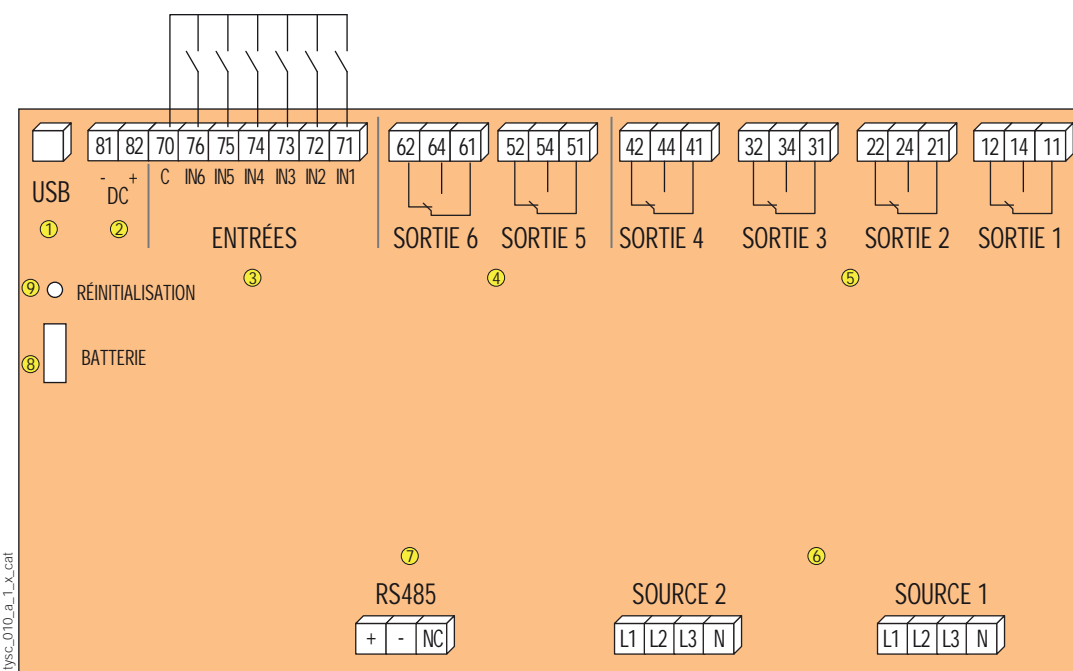 81 82 70 76 75 74 73 72 71
62 64 61
52 54 51
42 44 41
32 34 31
22 24 21
12 14 11
- +
DC
C IN6 IN5 IN4 IN3 IN2 IN1
USB
1
2
ENTRÉES
3
SORTIE 6
SORTIE 5
4
SORTIE 4
SORTIE 3
SORTIE 2
SORTIE 1
5
9 RÉINITIALISATION
8 BATTERIE
7
RS485
+ - NC
6
SOURCE 2
L1 L2 L3 N
SOURCE 1
L1 L2 L3 N
tysc_010_a_1_x_cat